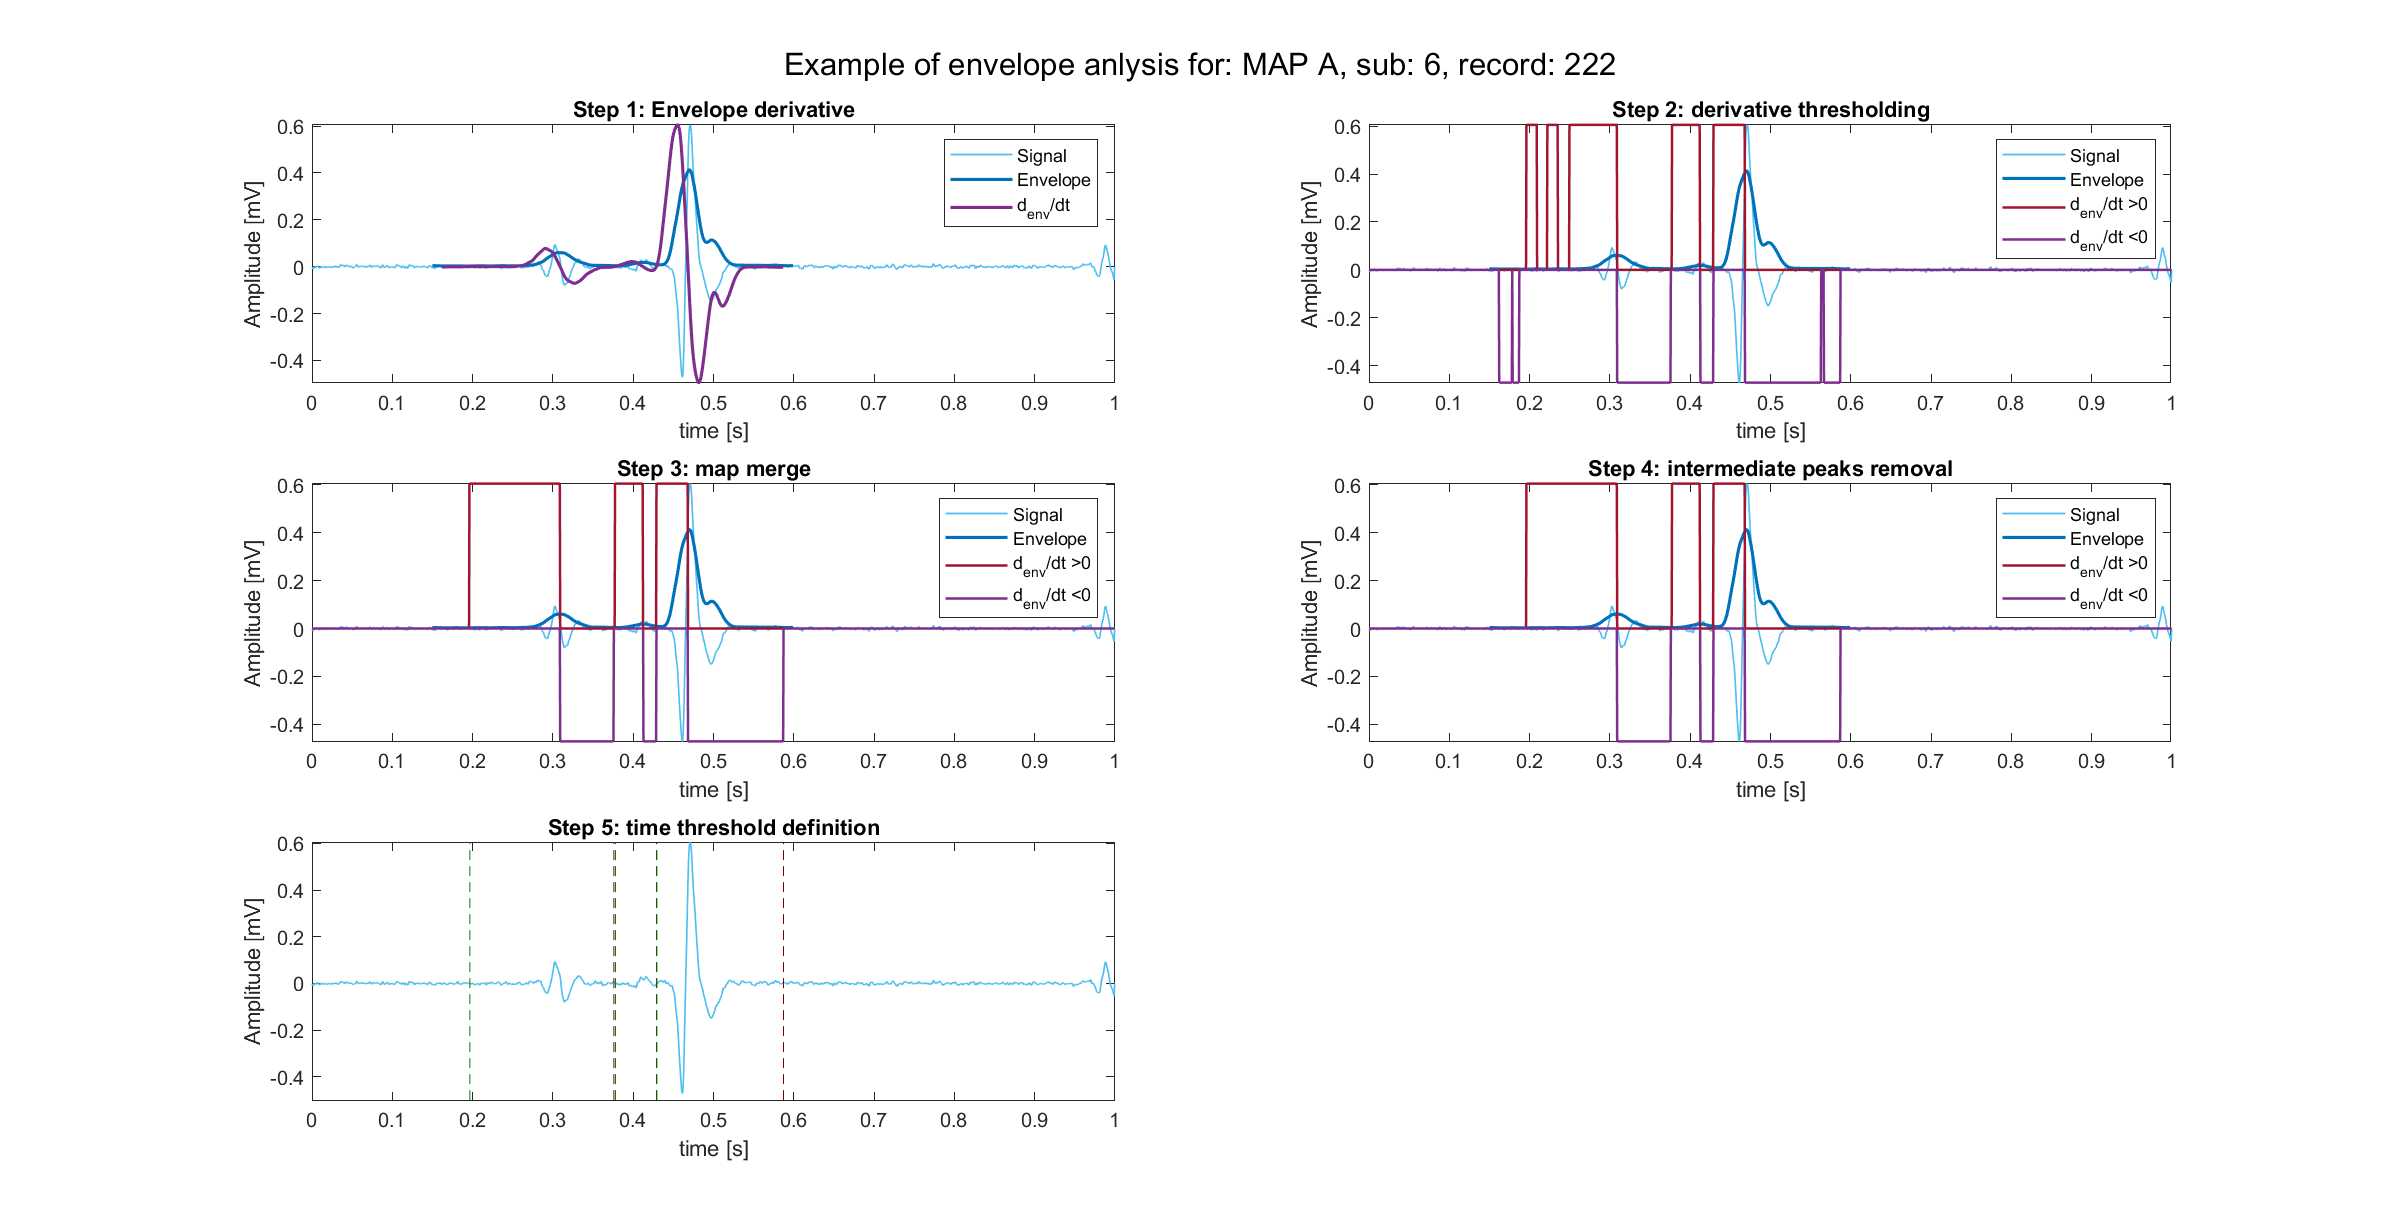 Example of envelope anlysis for: MAP A, sub: 6, record: 222
Step 1: Envelope derivative
Amplitude [mV]
0.6
0.4
0.2
0
-0.2
-0.4
Signal
Envelope
d_env/dt
0 0.1 0.2 0.3 0.4 0.5 0.6 0.7 0.8 0.9 1
time [s]
Step 2: derivative thresholding
Amplitude [mV]
0.6
0.4
0.2
0
-0.2
-0.4
Signal
Envelope
d_env/dt >0
d_env/dt <0
0 0.1 0.2 0.3 0.4 0.5 0.6 0.7 0.8 0.9 1
time [s]
Step 3: map merge
Amplitude [mV]
0.6
0.4
0.2
0
-0.2
-0.4
Signal
Envelope
d_env/dt >0
d_env/dt <0
0 0.1 0.2 0.3 0.4 0.5 0.6 0.7 0.8 0.9 1
time [s]
Step 4: intermediate peaks removal
Amplitude [mV]
0.6
0.4
0.2
0
-0.2
-0.4
Signal
Envelope
d_env/dt >0
d_env/dt <0
0 0.1 0.2 0.3 0.4 0.5 0.6 0.7 0.8 0.9 1
time [s]
Step 5: time threshold definition
Amplitude [mV]
0.6
0.4
0.2
0
-0.2
-0.4
0 0.1 0.2 0.3 0.4 0.5 0.6 0.7 0.8 0.9 1
time [s]